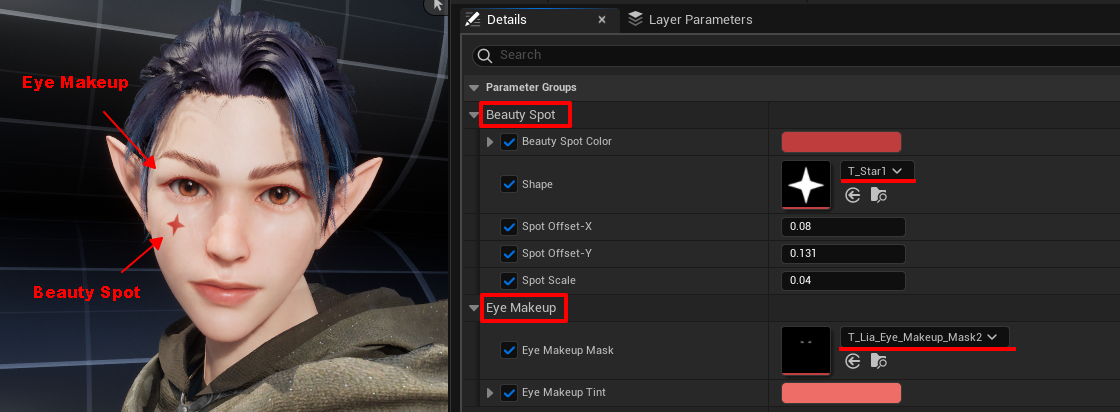 Eye Makeup
Beauty Spot
Details
Layer Parameters
Search
Parameter Groups
Beauty Spot
Beauty Spot Color
Shape
T_Star1
Spot Offset-X
0.08
Spot Offset-Y
0.131
Spot Scale
0.04
Eye Makeup
Eye Makeup Mask
T_Lia_Eye_Makeup_Mask2
Eye Makeup Tint